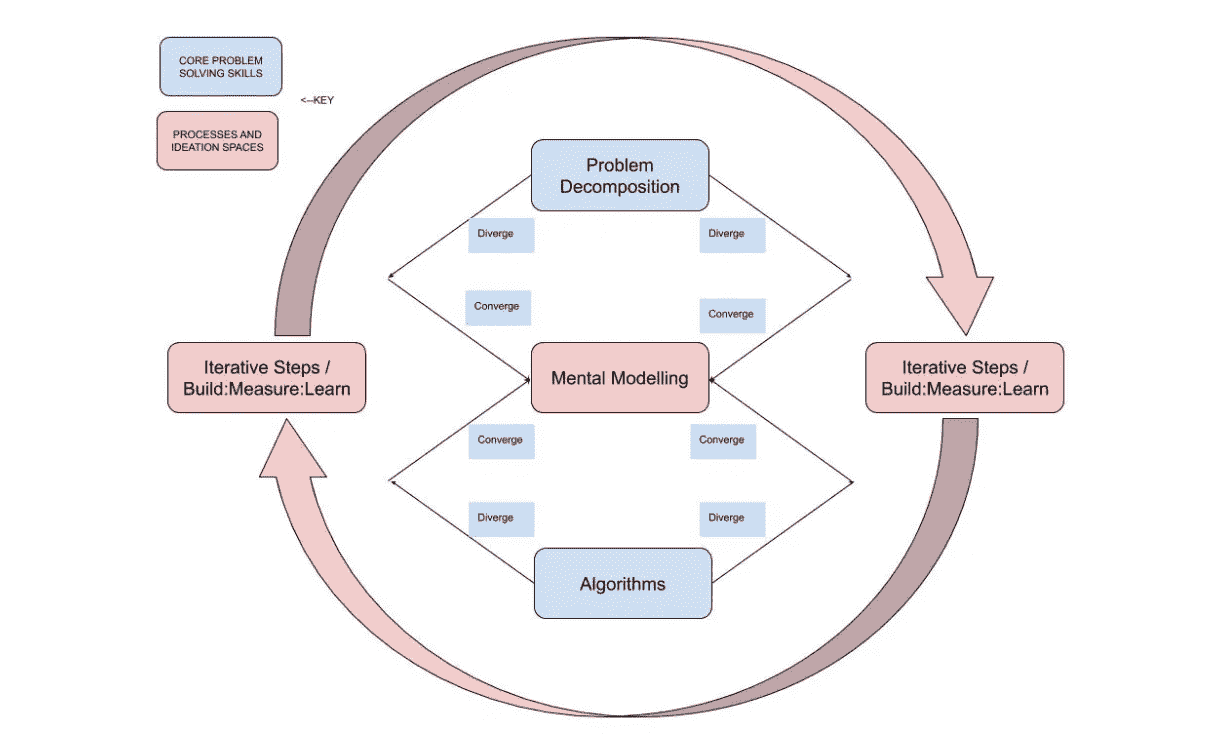 CORE PROBLEM
SOLVING SKILLS
<--KEY
PROCESSES AND
IDEATION SPACES
Problem
Decomposition
Diverge
Diverge
Converge
Converge
Iterative Steps /
Build:Measure:Learn
Mental Modelling
Iterative Steps /
Build:Measure:Learn
Converge
Converge
Diverge
Diverge
Algorithms